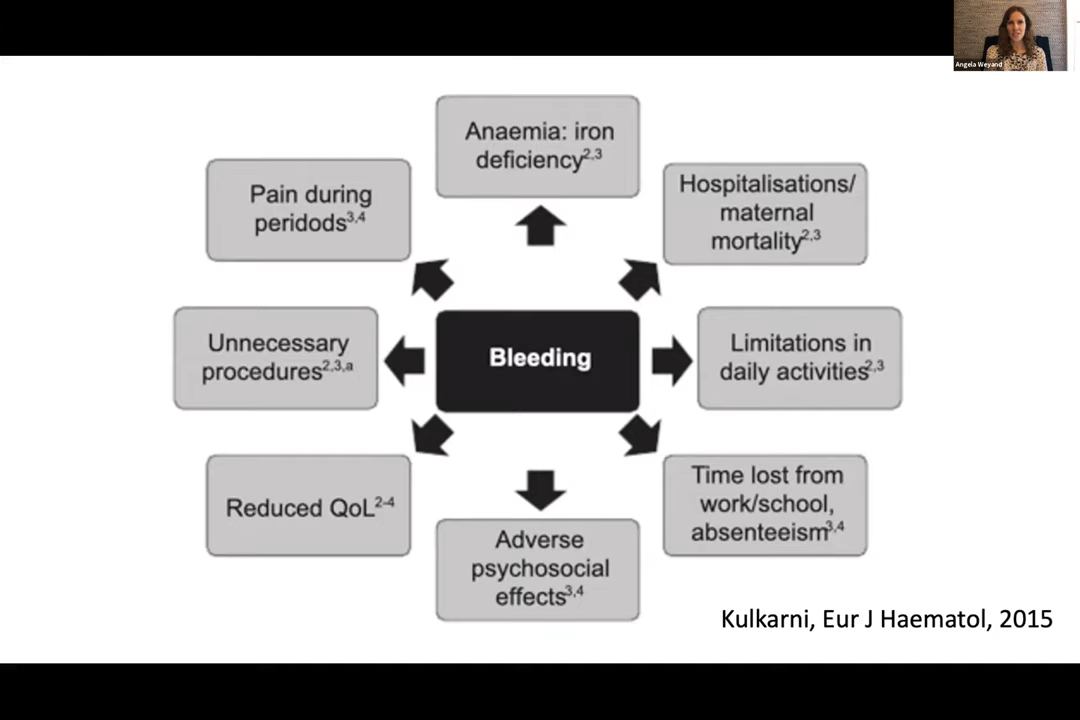 Angela Weyand
Anaemia: iron
deficiency2,3
Pain during
peridods3,4
Hospitalisations/
maternal
mortality2,3
Unnecessary
procedures2,3,a
Bleeding
Limitations in
daily activities2,3
Reduced QoL2-4
Adverse
psychosocial
effects3,4
Time lost from
work/school,
absenteeism3,4
Kulkarni, Eur J Haematol, 2015